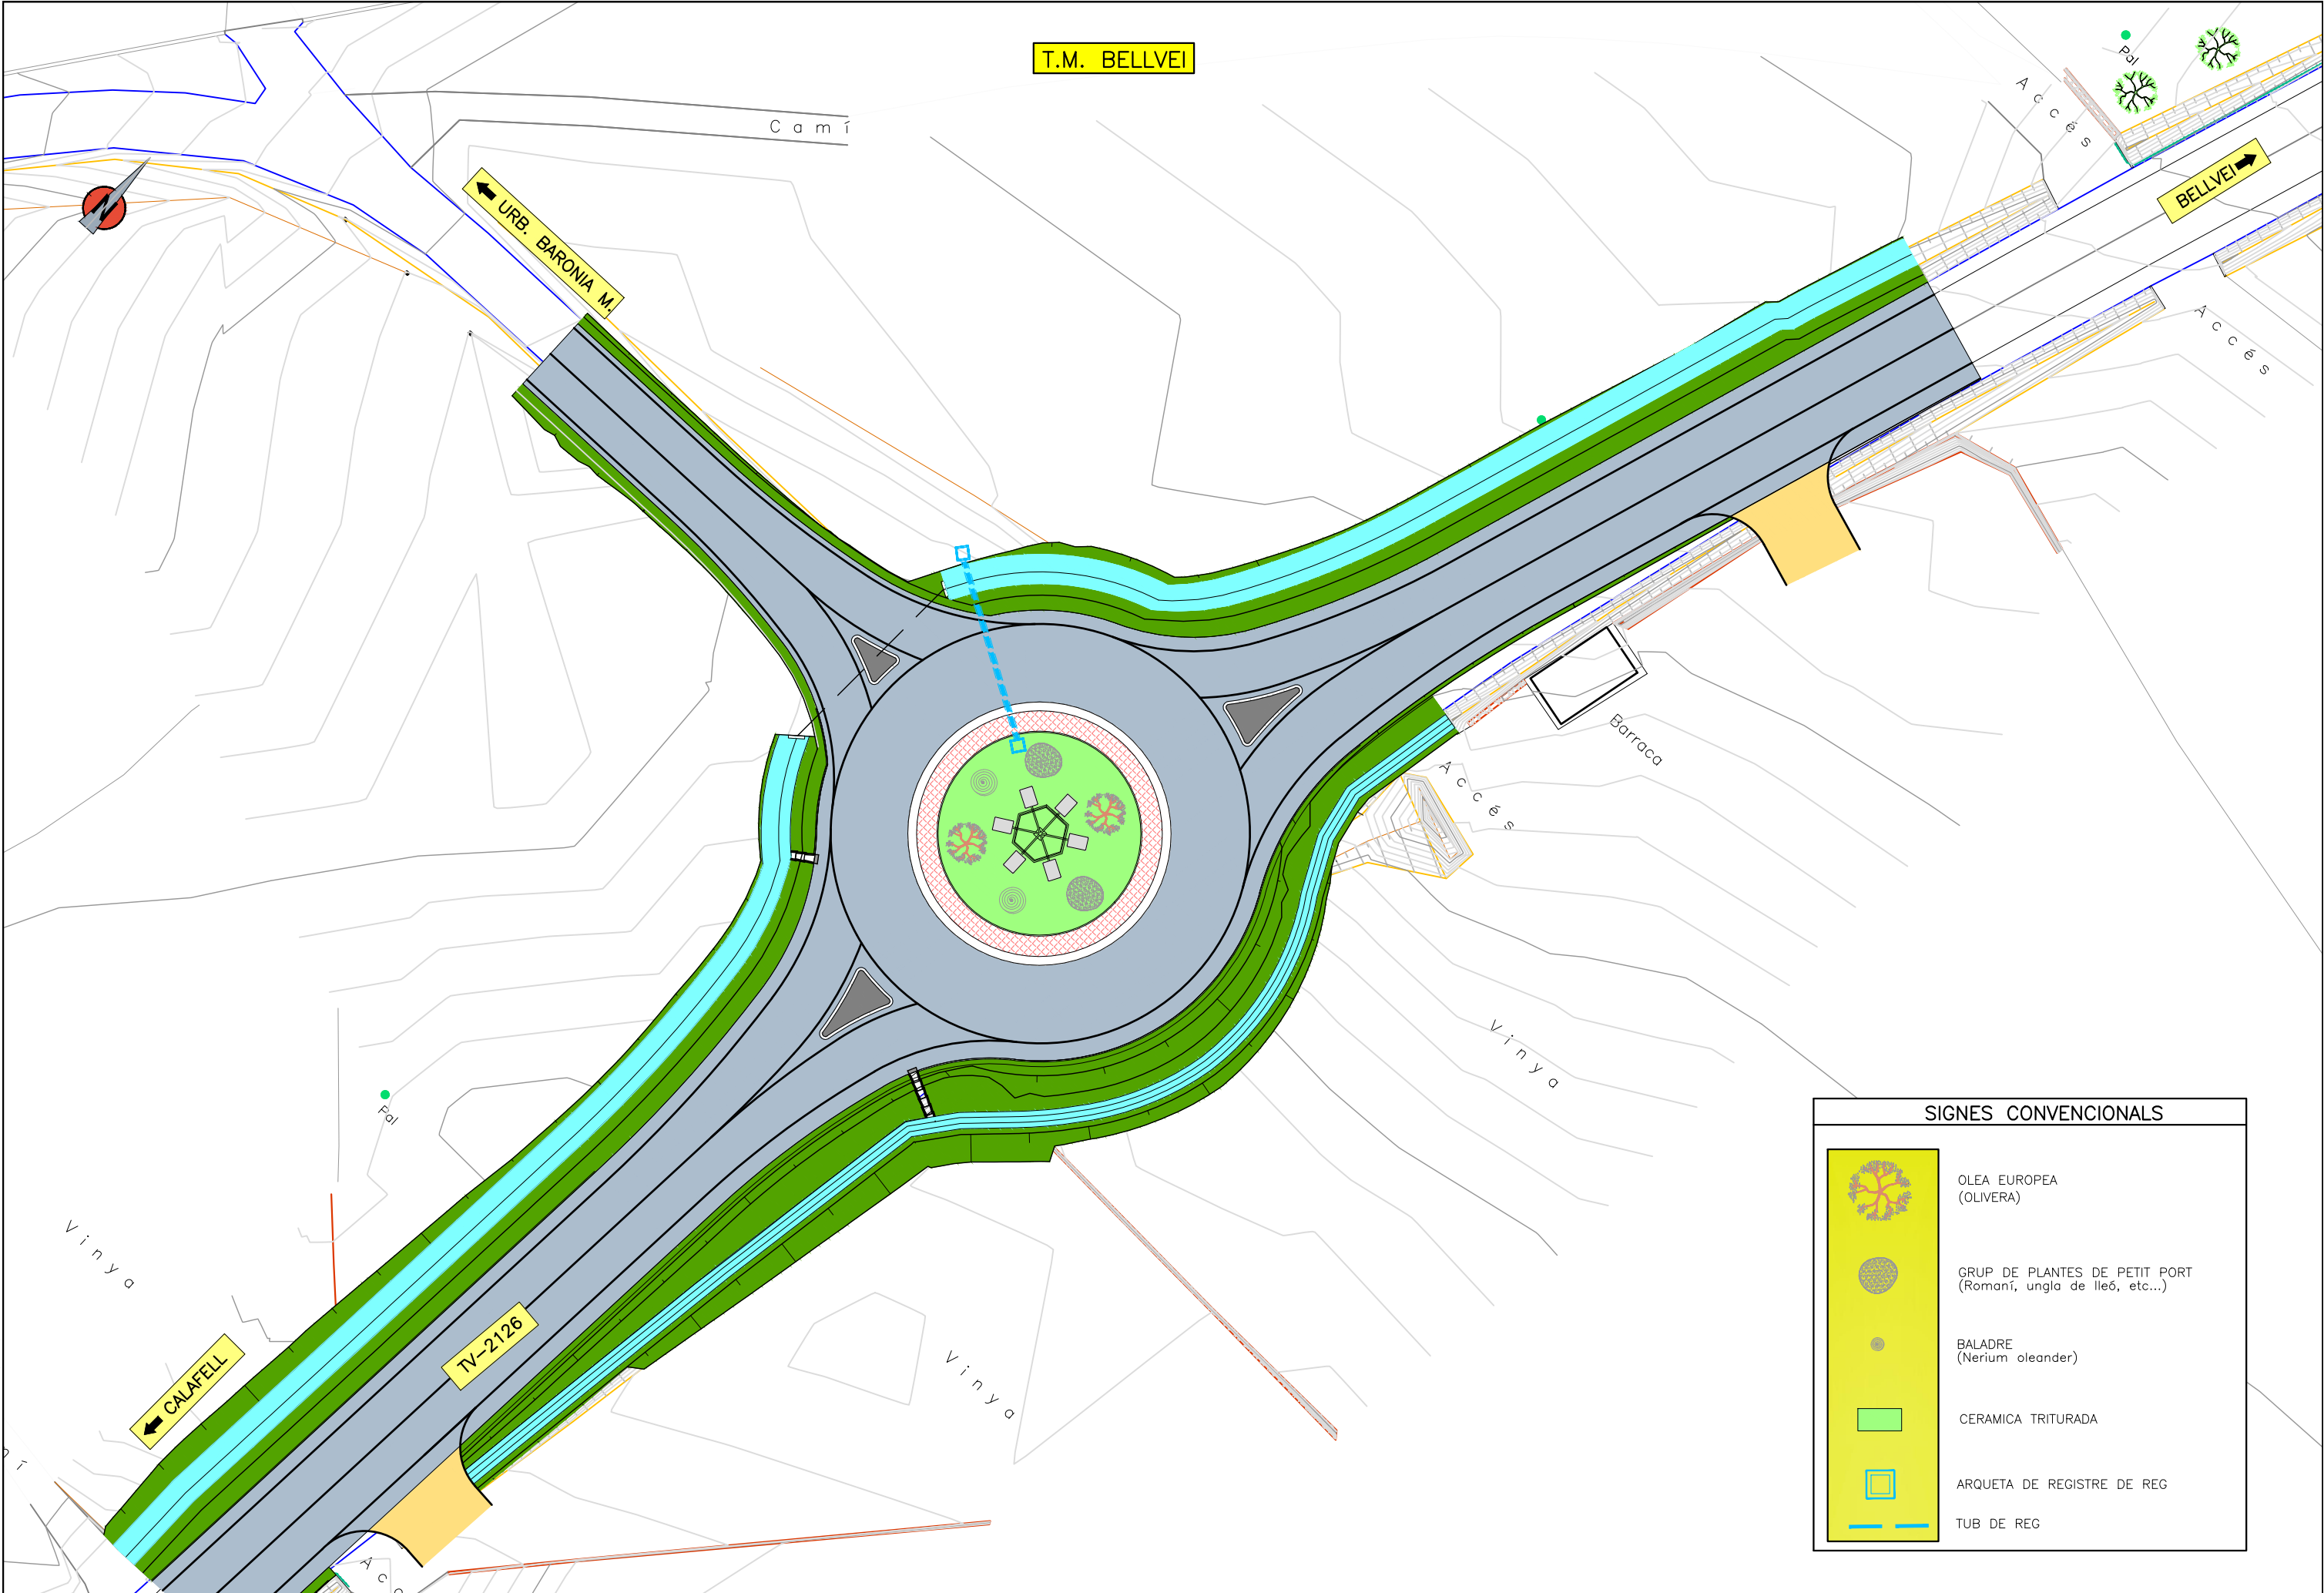 T.M. BELLVEI
Pal
Accés
Camí
BELLVEI
URB. BARONIA M.
Accés
Barraca
Accés
Vinya
Pal
SIGNES CONVENCIONALS
OLEA EUROPEA
(OLIVERA)
GRUP DE PLANTES DE PETIT PORT
(Romaní, ungla de lleó, etc...)
BALADRE
(Nerium oleander)
CERAMICA TRITURADA
ARQUETA DE REGISTRE DE REG
TUB DE REG
Vinya
TV-2126
CALAFELL
Vinya